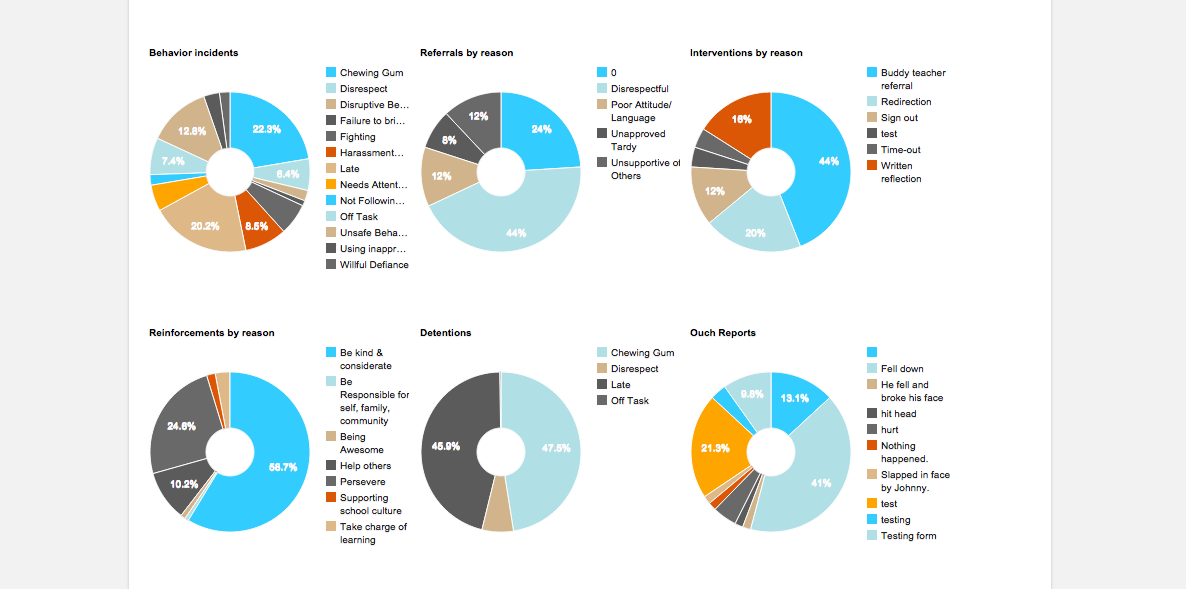 Behavior incidents
22.3%
6.4%
8.5%
20.2%
7.4%
12.8%
Chewing Gum
Disrespect
Disruptive Be...
Failure to bri...
Fighting
Harassment...
Late
Needs Attent...
Not Followin...
Off Task
Unsafe Beha...
Using inappr...
Willful Defiance
Referrals by reason
24%
44%
12%
8%
12%
0
Disrespectful
Poor Attitude/
Language
Unapproved
Tardy
Unsupportive of
Others
Interventions by reason
44%
20%
12%
16%
Buddy teacher
referral
Redirection
Sign out
test
Time-out
Written
reflection
Reinforcements by reason
58.7%
10.2%
24.6%
Be kind &
considerate
Be
Responsible for
self, family,
community
Being
Awesome
Help others
Persevere
Supporting
school culture
Take charge of
learning
Detentions
47.5%
45.9%
Chewing Gum
Disrespect
Late
Off Task
Ouch Reports
13.1%
41%
21.3%
9.8%
Fell down
He fell and
broke his face
hit head
hurt
Nothing
happened.
Slapped in face
by Johnny.
test
testing
Testing form